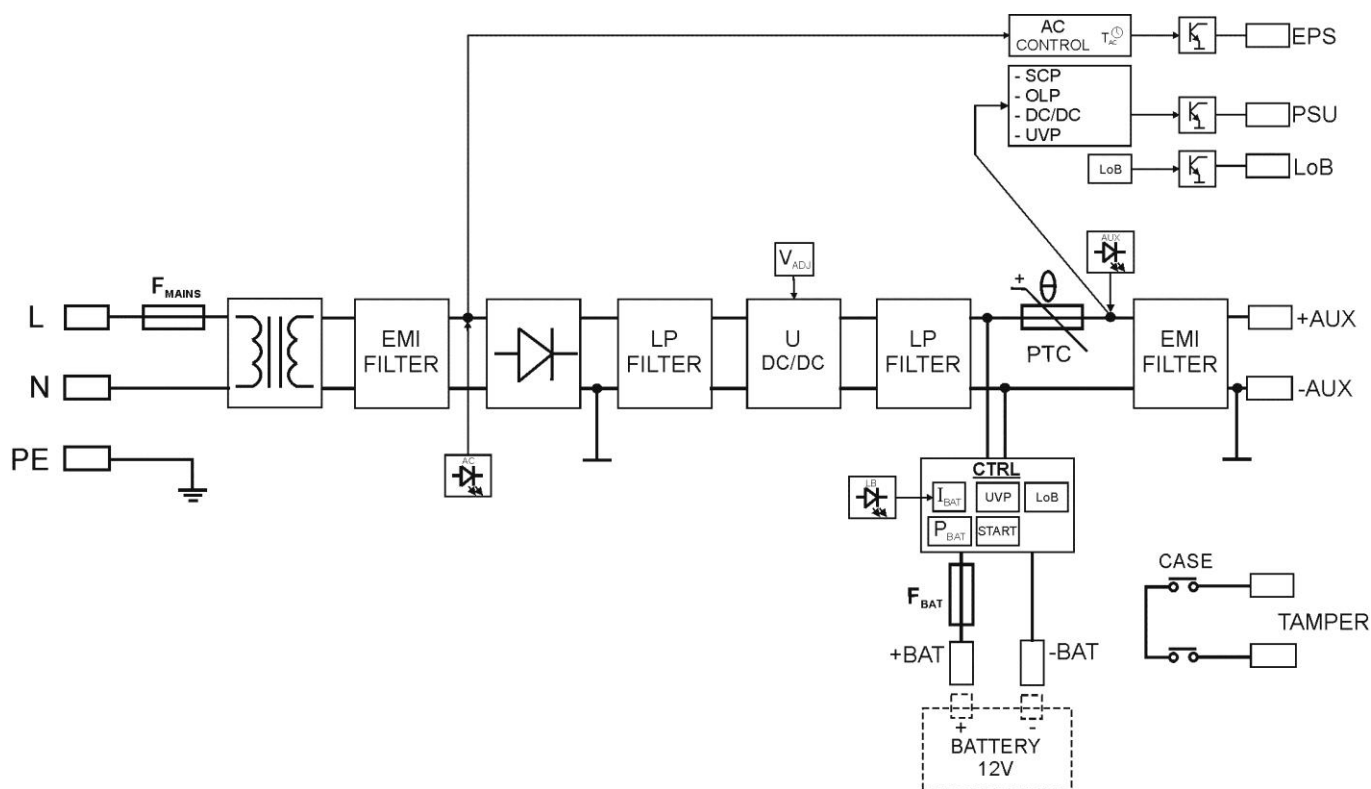 AC
CONTROL T AC
EPS
- SCP
- OLP
- DC/DC
- UVP
PSU
LoB
LoB
AUX
V ADJ
F MAINS
+ θ
L
EMI
FILTER
LP
FILTER
U
DC/DC
LP
FILTER
PTC
EMI
FILTER
+AUX
N
-AUX
PE
AC
CTRL
LB
I BAT
UVP
LoB
P BAT
START
CASE
F BAT
TAMPER
+BAT
-BAT
+
-
BATTERY
12V